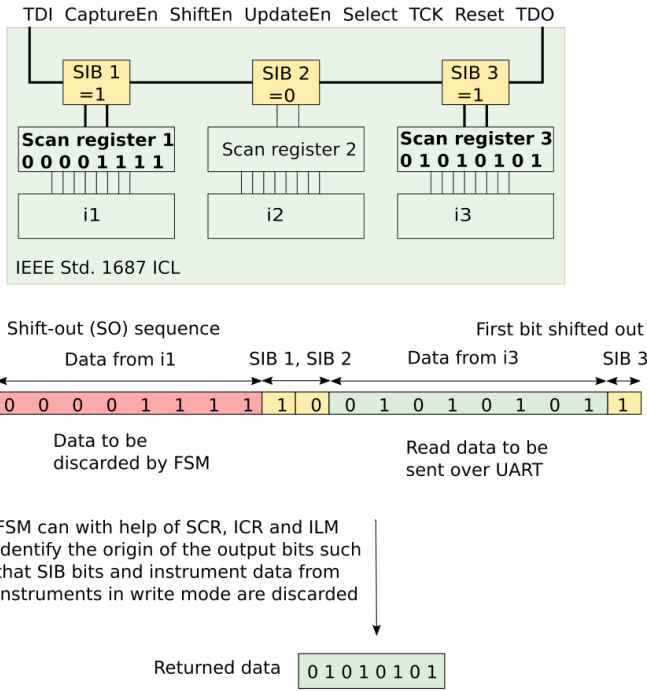 TDI CaptureEn ShiftEn UpdateEn Select TCK Reset TDO
SIB 1
=1
SIB 2
=0
SIB 3
=1
Scan register 1
0 0 0 0 1 1 1 1
Scan register 2
Scan register 3
0 1 0 1 0 1 0 1
i1
i2
i3
IEEE Std. 1687 ICL
Shift-out (SO) sequence
First bit shifted out
Data from i1
SIB 1, SIB 2
Data from i3
SIB 3
0 0 0 0 1 1 1 1 1 0 0 1 0 1 0 1 0 1 1
Data to be
discarded by FSM
Read data to be
sent over UART
FSM can with help of SCR, ICR and ILM
identify the origin of the output bits such
that SIB bits and instrument data from
instruments in write mode are discarded
Returned data
0 1 0 1 0 1 0 1